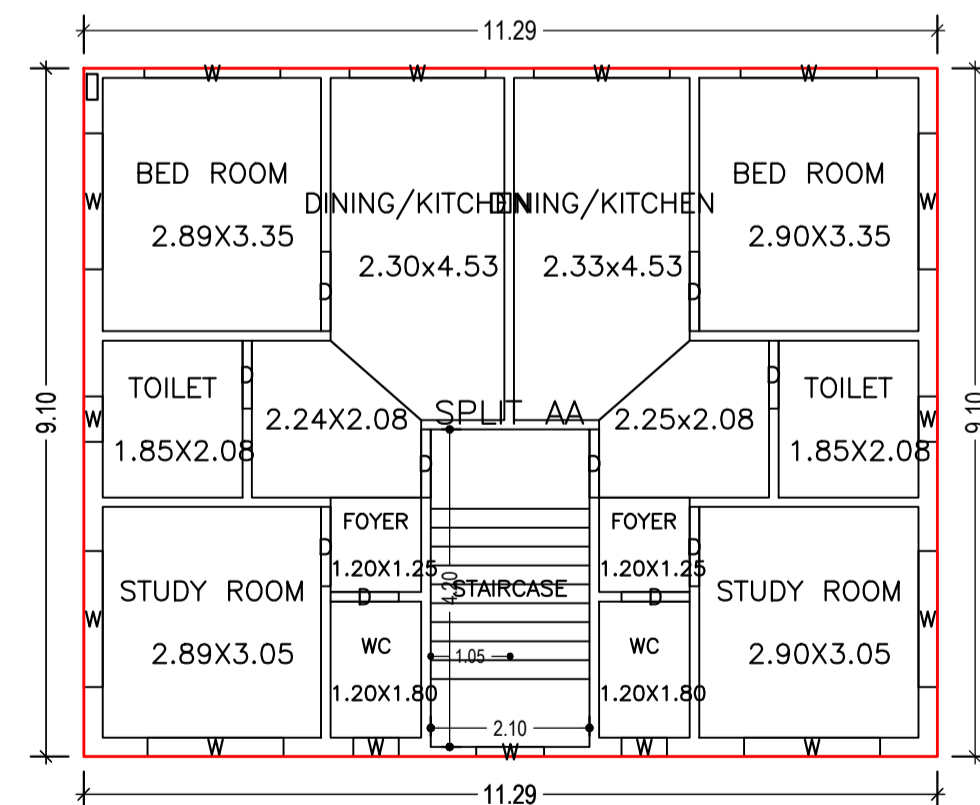 11.29
W W W W
BED ROOM
2.89X3.35
DINING/KITCHEN
2.30x4.53
DINING/KITCHEN
2.33x4.53
BED ROOM
2.90X3.35
W
W
D
D
9.10
9.10
TOILET
1.85X2.08
D
2.24X2.08
SPLIT AA
2.25x2.08
D
TOILET
1.85X2.08
W
W
D
D
FOYER
1.20X1.25
FOYER
1.20X1.25
D
D
STUDY ROOM
2.89X3.05
4.20
STAIRCASE
STUDY ROOM
2.90X3.05
D
D
W
W
WC
1.20X1.80
1.05
WC
1.20X1.80
2.10
W W W W W
11.29